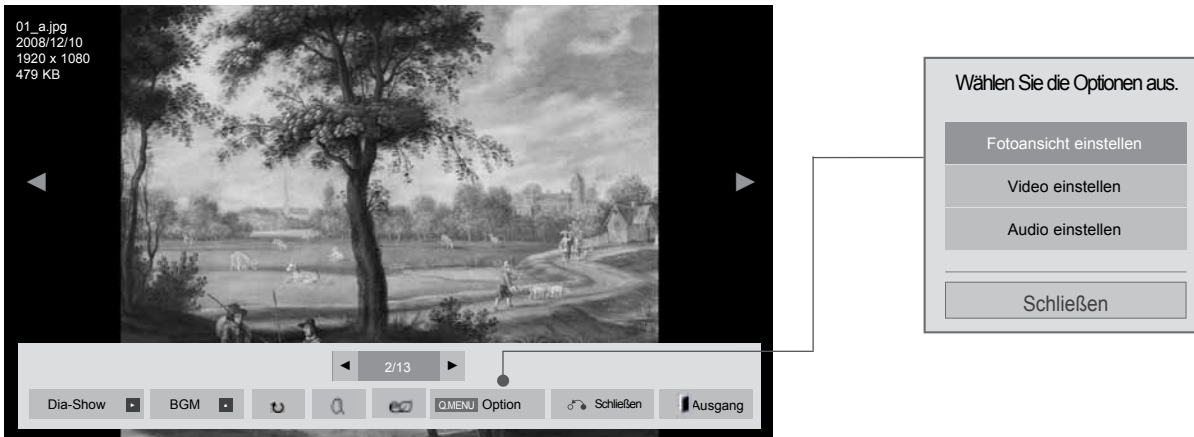 01_a.jpg
2008/12/10
1920 x 1080
479 KB
2/13
Dia-Show
BGM
Q.MENU Option
Schließen
Ausgang
Wählen Sie die Optionen aus.
Fotoansicht einstellen
Video einstellen
Audio einstellen
Schließen